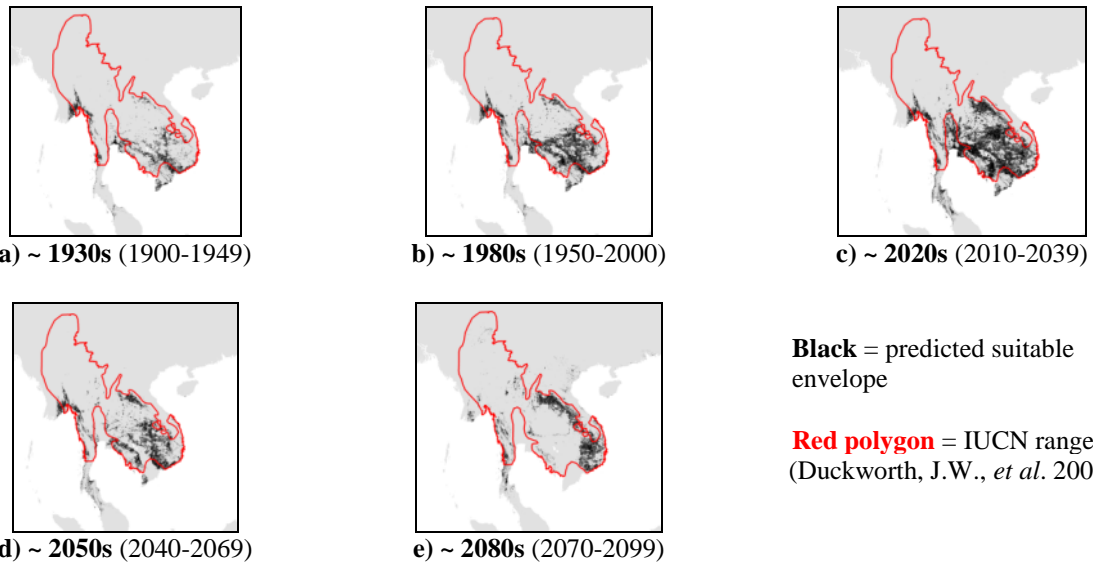 a) ~ 1930s (1900-1949)
b) ~ 1980s (1950-2000)
c) ~ 2020s (2010-2039)
d) ~ 2050s (2040-2069)
e) ~ 2080s (2070-2099)
Black = predicted suitable
envelope
Red polygon = IUCN range
(Duckworth, J.W., et al. 200